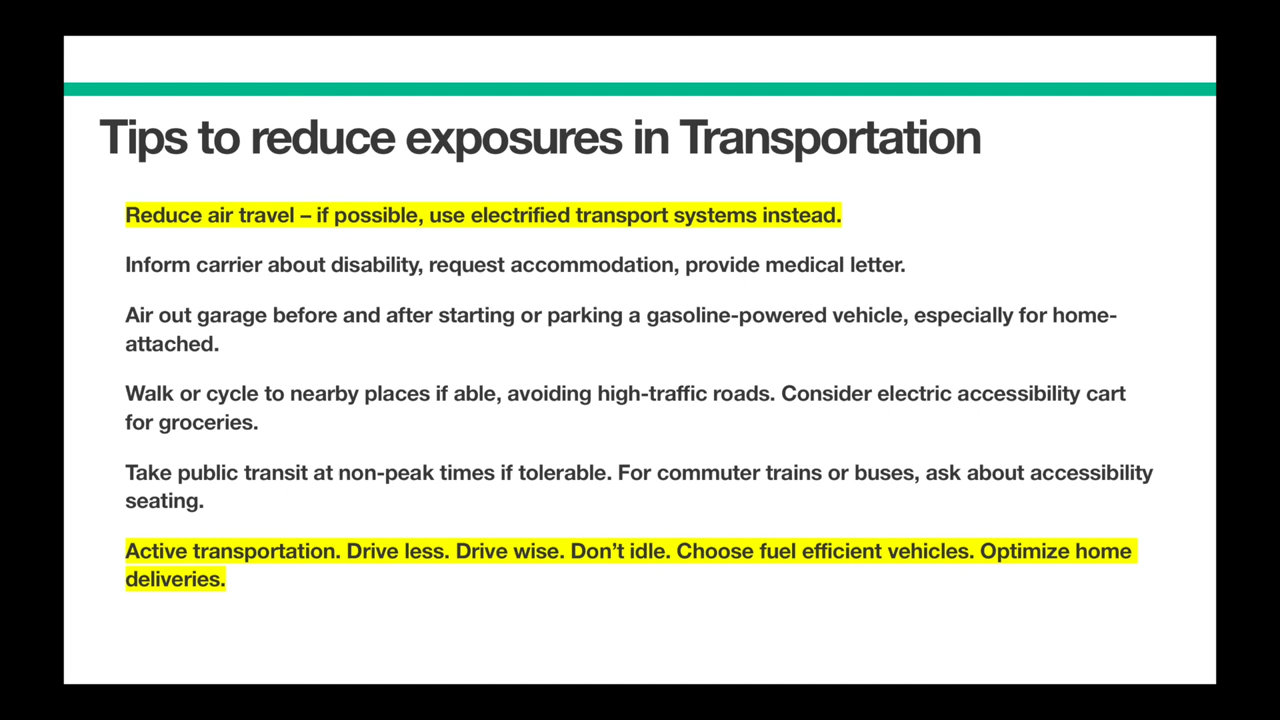 Tips to reduce exposures in Transportation
Reduce air travel – if possible, use electrified transport systems instead.
Inform carrier about disability, request accommodation, provide medical letter.
Air out garage before and after starting or parking a gasoline-powered vehicle, especially for home-
attached.
Walk or cycle to nearby places if able, avoiding high-traffic roads. Consider electric accessibility cart
for groceries.
Take public transit at non-peak times if tolerable. For commuter trains or buses, ask about accessibility
seating.
Active transportation. Drive less. Drive wise. Don’t idle. Choose fuel efficient vehicles. Optimize home
deliveries.